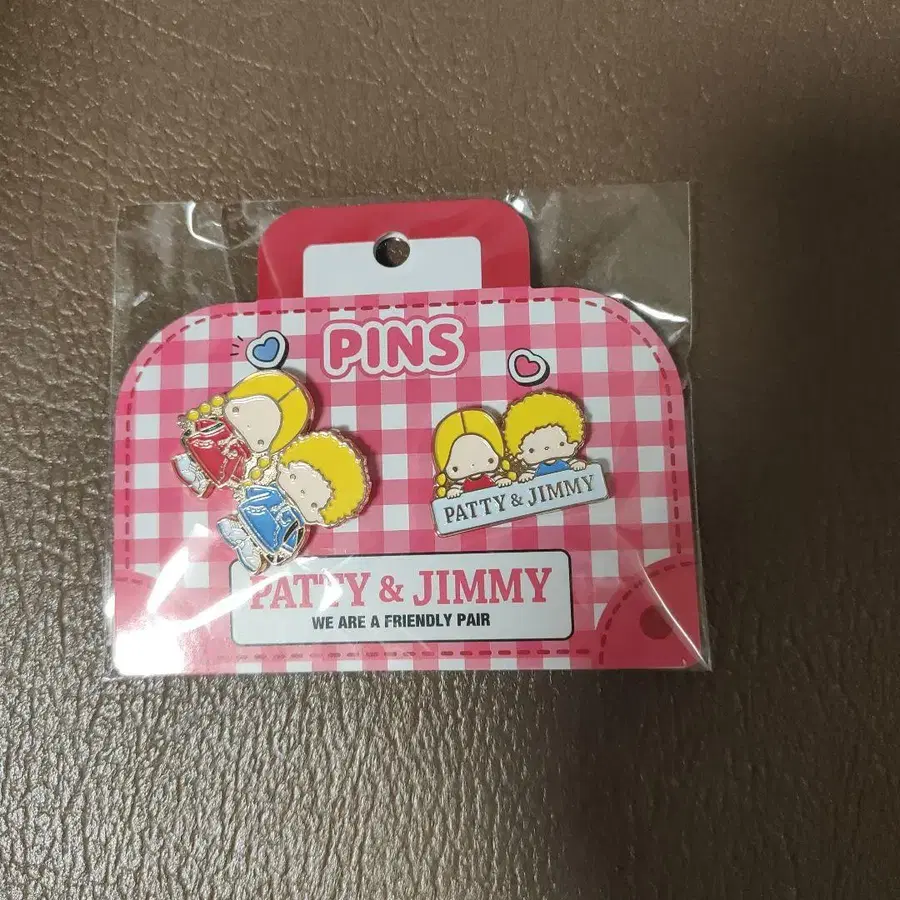 PINS
PATTY & JIMMY
PATTY & JIMMY
WE ARE A FRIENDLY PAIR